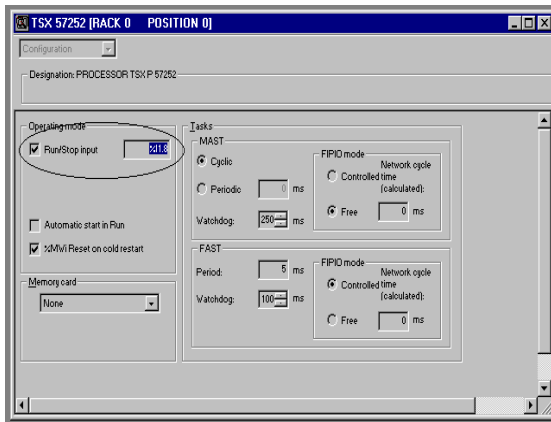 TSX 57252 [RACK 0 POSITION 0]
Configuration
Designation: PROCESSOR TSX P 57252
Operating mode
Run/Stop input %I1.8
Automatic start in Run
%MWi Reset on cold restart
Memory card
None
Tasks
MAST
Cyclic
Periodic 0 ms
Watchdog: 250 ms
FIPIO mode
Network cycle
Controlled time
(calculated):
Free 0 ms
FAST
Period: 5 ms
Watchdog: 100 ms
FIPIO mode
Network cycle
Controlled time
(calculated):
Free 0 ms